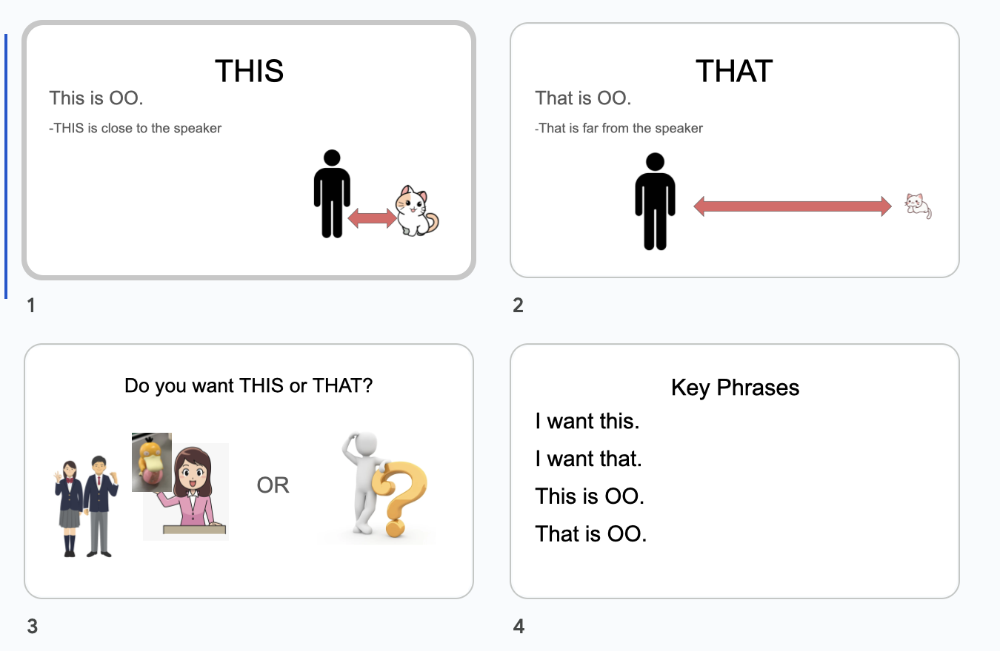 THIS
This is OO.
-THIS is close to the speaker
1
THAT
That is OO.
-That is far from the speaker
2
Do you want THIS or THAT?
OR
3
Key Phrases
I want this.
I want that.
This is OO.
That is OO.
4